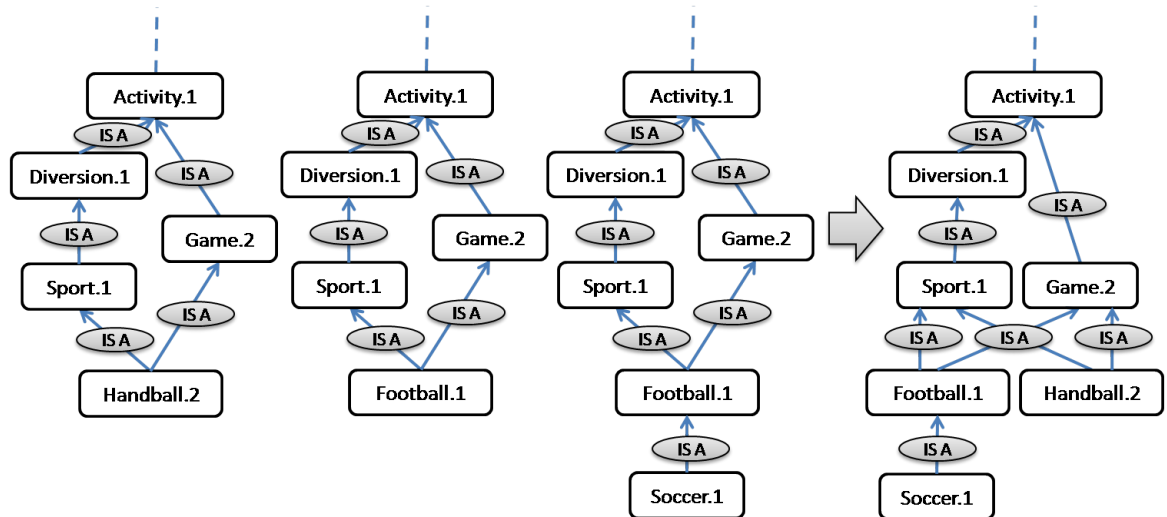 Activity.1
IS A
Diversion.1
IS A
IS A
Game.2
Sport.1
IS A
IS A
Handball.2
Activity.1
IS A
Diversion.1
IS A
IS A
Game.2
Sport.1
IS A
IS A
Football.1
Activity.1
IS A
Diversion.1
IS A
IS A
Game.2
Sport.1
IS A
IS A
Football.1
IS A
Soccer.1
Activity.1
IS A
Diversion.1
IS A
IS A
Sport.1
Game.2
IS A
IS A
IS A
Football.1
Handball.2
IS A
Soccer.1